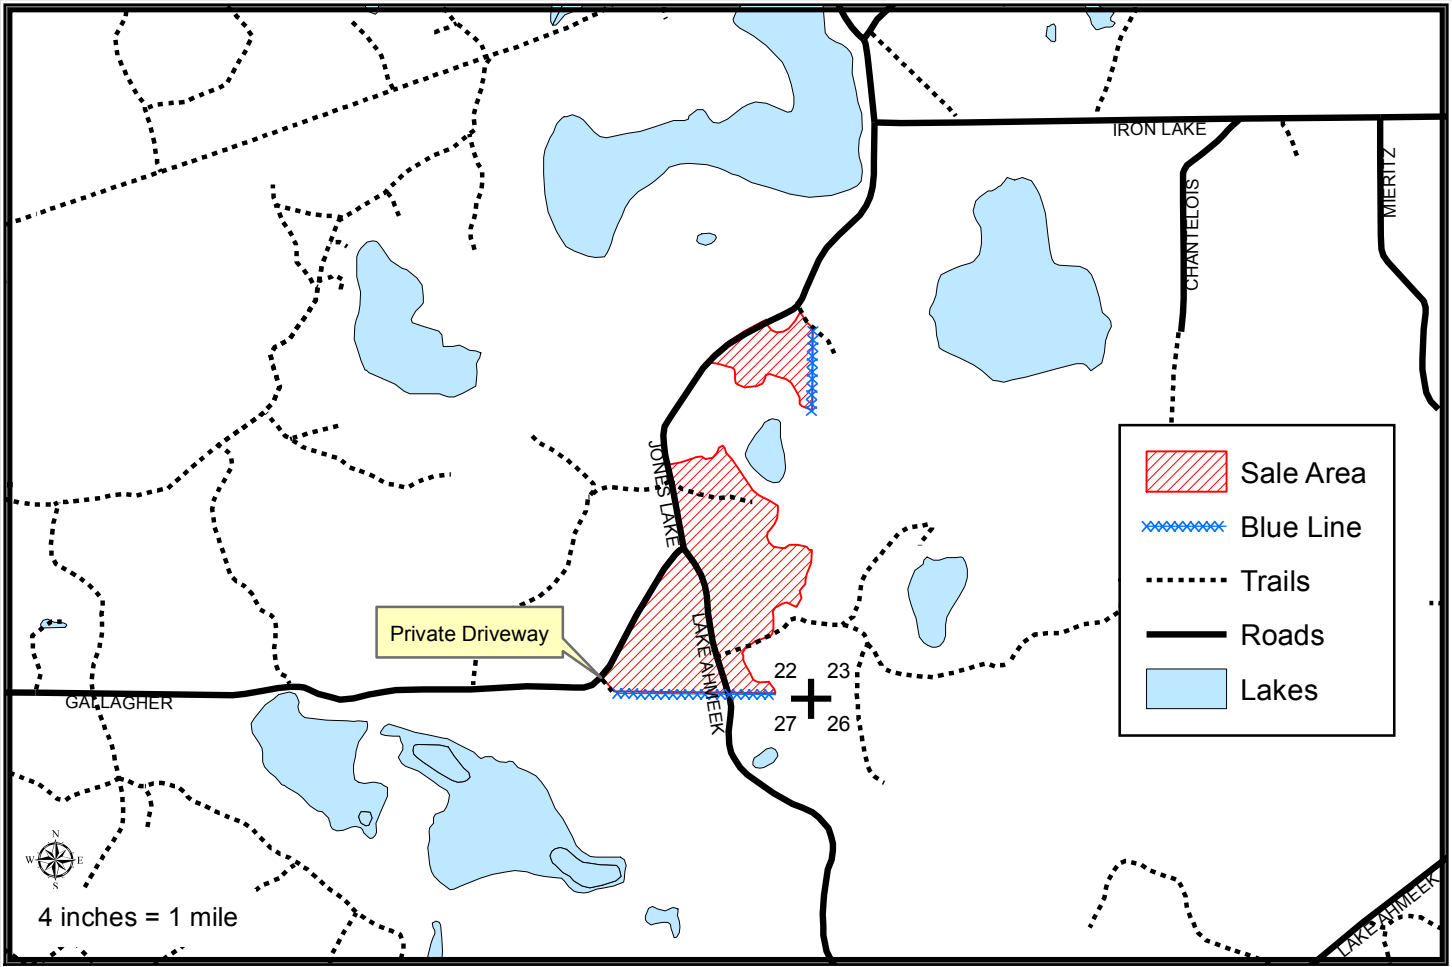 IRON LAKE
MIERITZ
CHANTELOIS
JONES LAKE
Sale Area
Blue Line
Trails
Roads
Lakes
Private Driveway
LAKE AHMEEK
22 23
27 26
GALLAGHER
N
W E
S
4 inches = 1 mile
LAKE AHMEEK